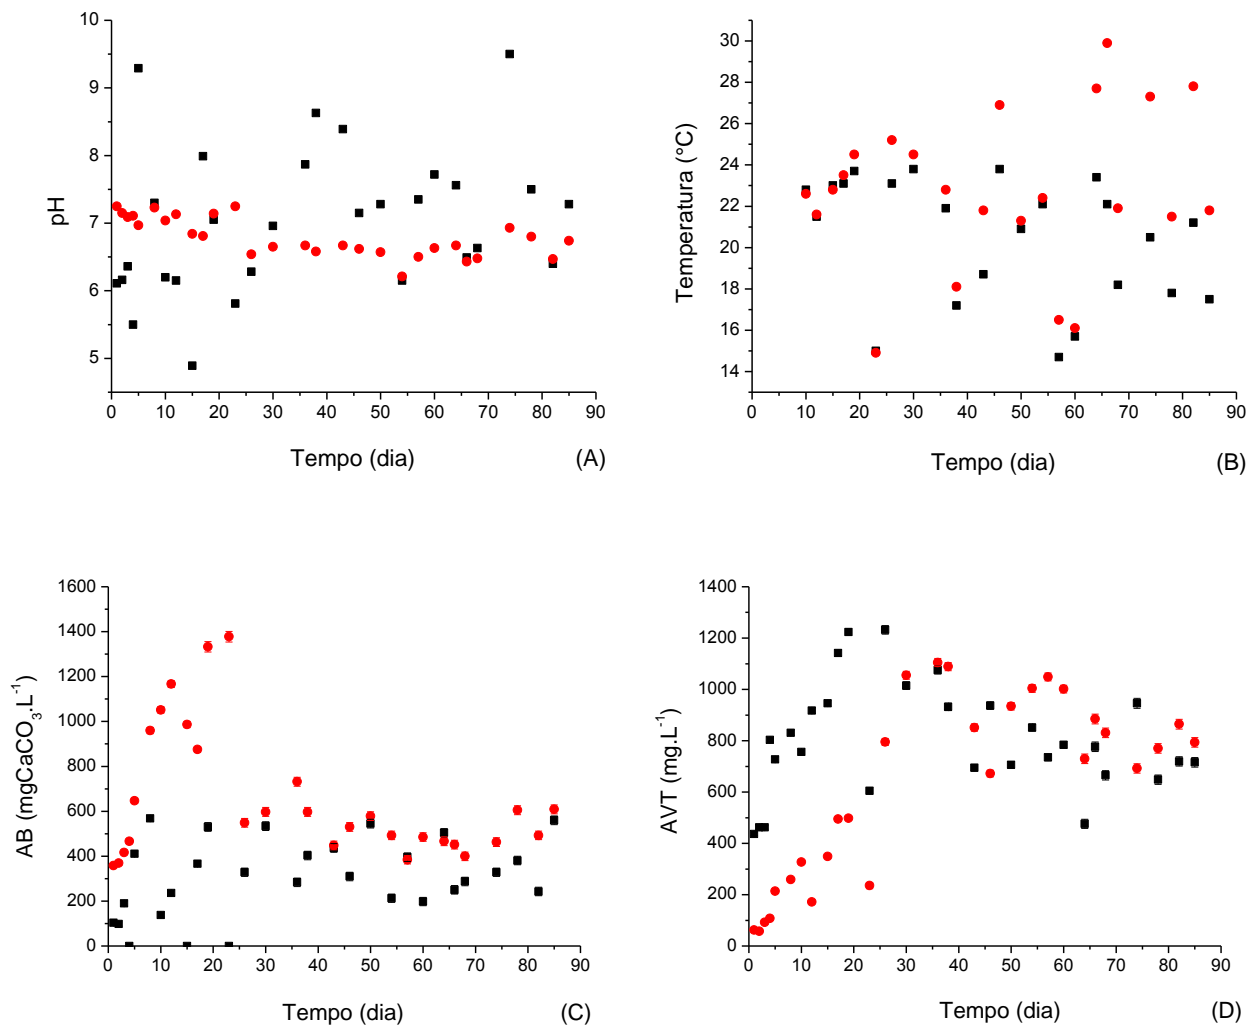 10
9
8
7
6
5
pH
0 10 20 30 40 50 60 70 80 90
Tempo (dia)
(A)
30
28
26
24
22
20
18
16
14
Temperatura (°C)
0 10 20 30 40 50 60 70 80 90
Tempo (dia)
(B)
1600
1400
1200
1000
800
600
400
200
0
AB (mgCaCO₃.L⁻¹)
0 10 20 30 40 50 60 70 80 90
Tempo (dia)
(C)
1400
1200
1000
800
600
400
200
0
AVT (mg.L⁻¹)
0 10 20 30 40 50 60 70 80 90
Tempo (dia)
(D)